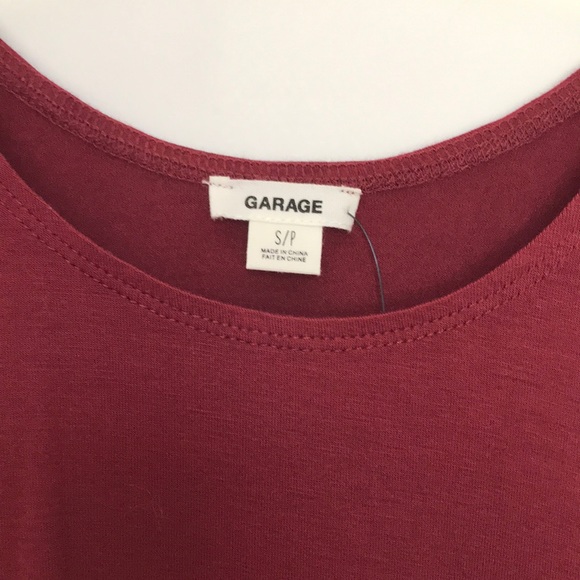 GARAGE
S/P
MADE IN CHINA
FAIT EN CHINE